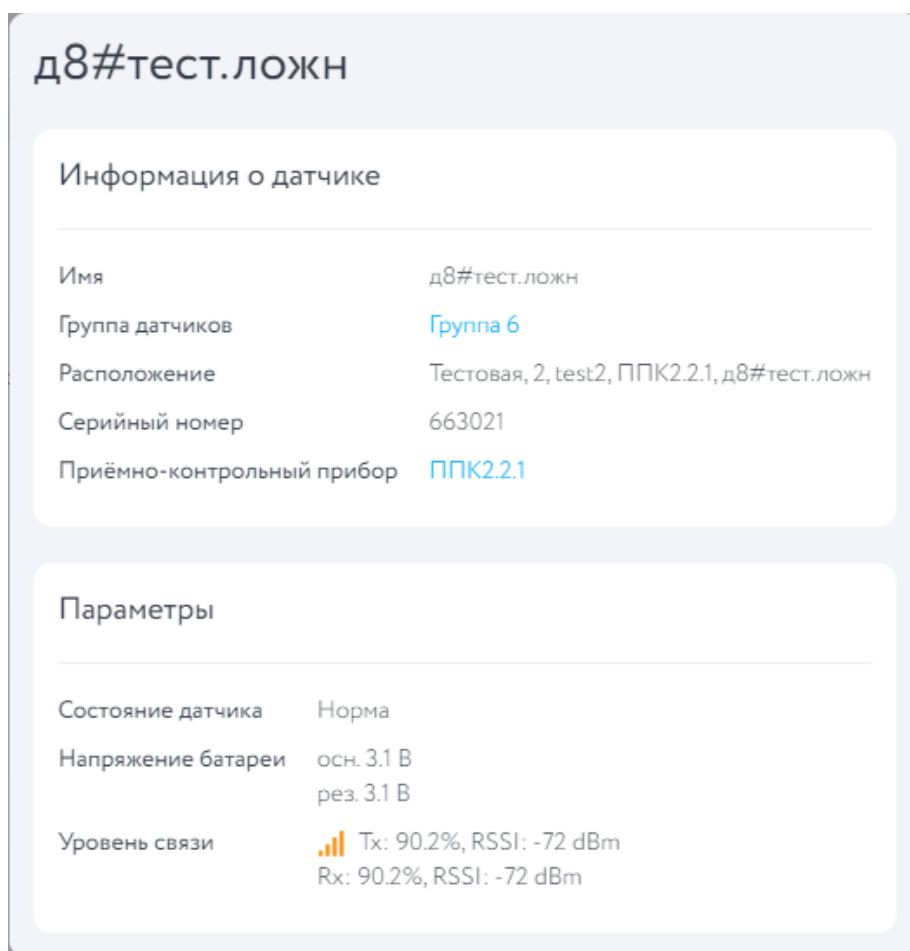 д8#тест.ложн
Информация о датчике
Имя д8#тест.ложн
Группа датчиков Группа 6
Расположение Тестовая, 2, test2, ППК2.2.1, д8#тест.ложн
Серийный номер 663021
Приёмно-контрольный прибор ППК2.2.1
Параметры
Состояние датчика Норма
Напряжение батареи осн. 3.1 В
рез. 3.1 В
Уровень связи Tx: 90.2%, RSSI: -72 dBm
Rx: 90.2%, RSSI: -72 dBm